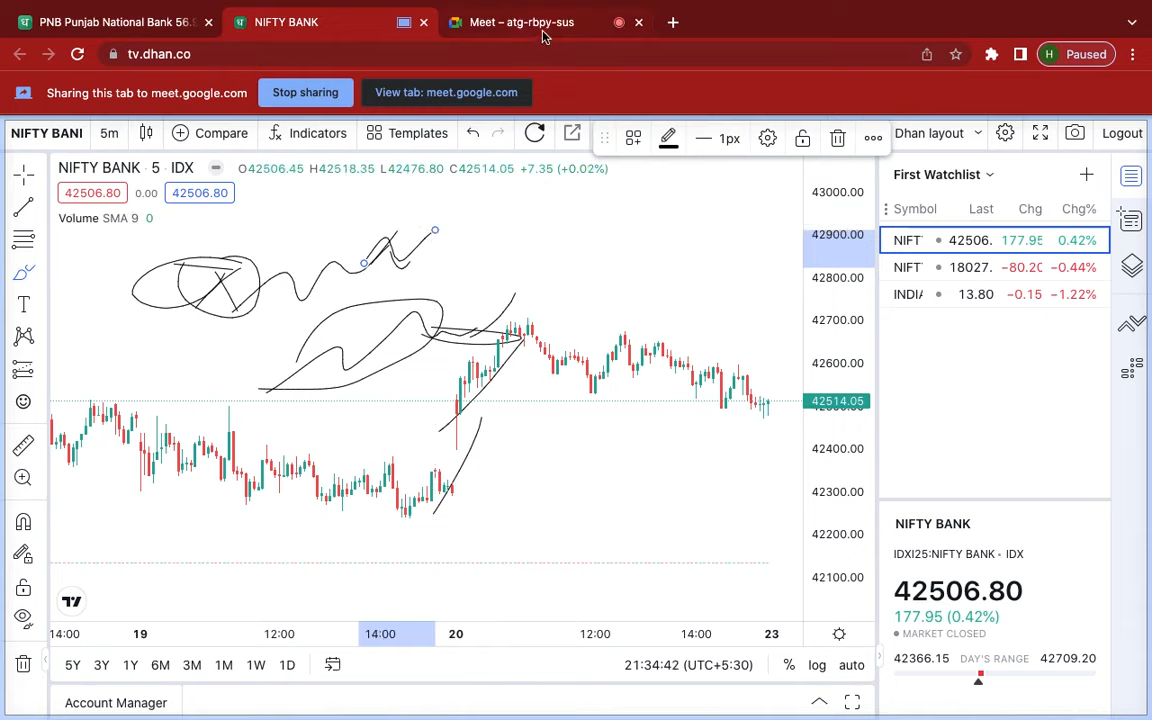 PNB Punjab National Bank 56.9
NIFTY BANK
Meet – atg-rbpy-sus
tv.dhan.co
H Paused
Sharing this tab to meet.google.com
Stop sharing
View tab: meet.google.com
NIFTY BANI 5m Compare Indicators Templates 1px Dhan layout Logout
NIFTY BANK 5 IDX O42506.45 H42518.35 L42476.80 C42514.05 +7.35 (+0.02%)
42506.80 0.00 42506.80
Volume SMA 9 0
43000.00
42900.00
42800.00
42700.00
42600.00
42514.05
42400.00
42300.00
42200.00
42100.00
14:00 19 12:00 14:00 20 12:00 14:00 23
5Y 3Y 1Y 6M 3M 1M 1W 1D 21:34:42 (UTC+5:30) % log auto
Account Manager
First Watchlist
Symbol Last Chg Chg%
NIFT 42506. 177.95 0.42%
NIFT 18027. −80.20 −0.44%
INDIA 13.80 −0.15 −1.22%
NIFTY BANK
IDXI25:NIFTY BANK • IDX
42506.80
177.95 (0.42%)
MARKET CLOSED
42366.15 DAY'S RANGE 42709.20